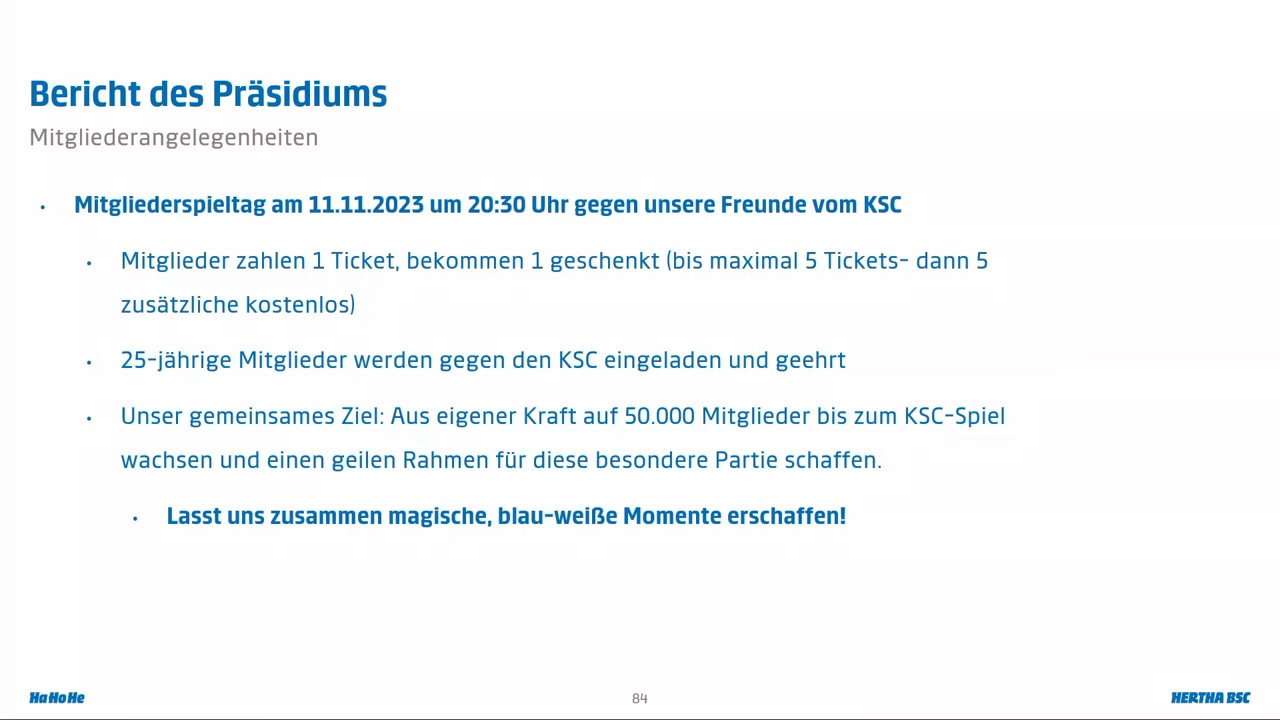 Bericht des Präsidiums
Mitgliederangelegenheiten
• Mitgliederspieltag am 11.11.2023 um 20:30 Uhr gegen unsere Freunde vom KSC
• Mitglieder zahlen 1 Ticket, bekommen 1 geschenkt (bis maximal 5 Tickets- dann 5
zusätzliche kostenlos)
• 25-jährige Mitglieder werden gegen den KSC eingeladen und geehrt
• Unser gemeinsames Ziel: Aus eigener Kraft auf 50.000 Mitglieder bis zum KSC-Spiel
wachsen und einen geilen Rahmen für diese besondere Partie schaffen.
• Lasst uns zusammen magische, blau-weiße Momente erschaffen!
HaHoHe
84
HERTHA BSC